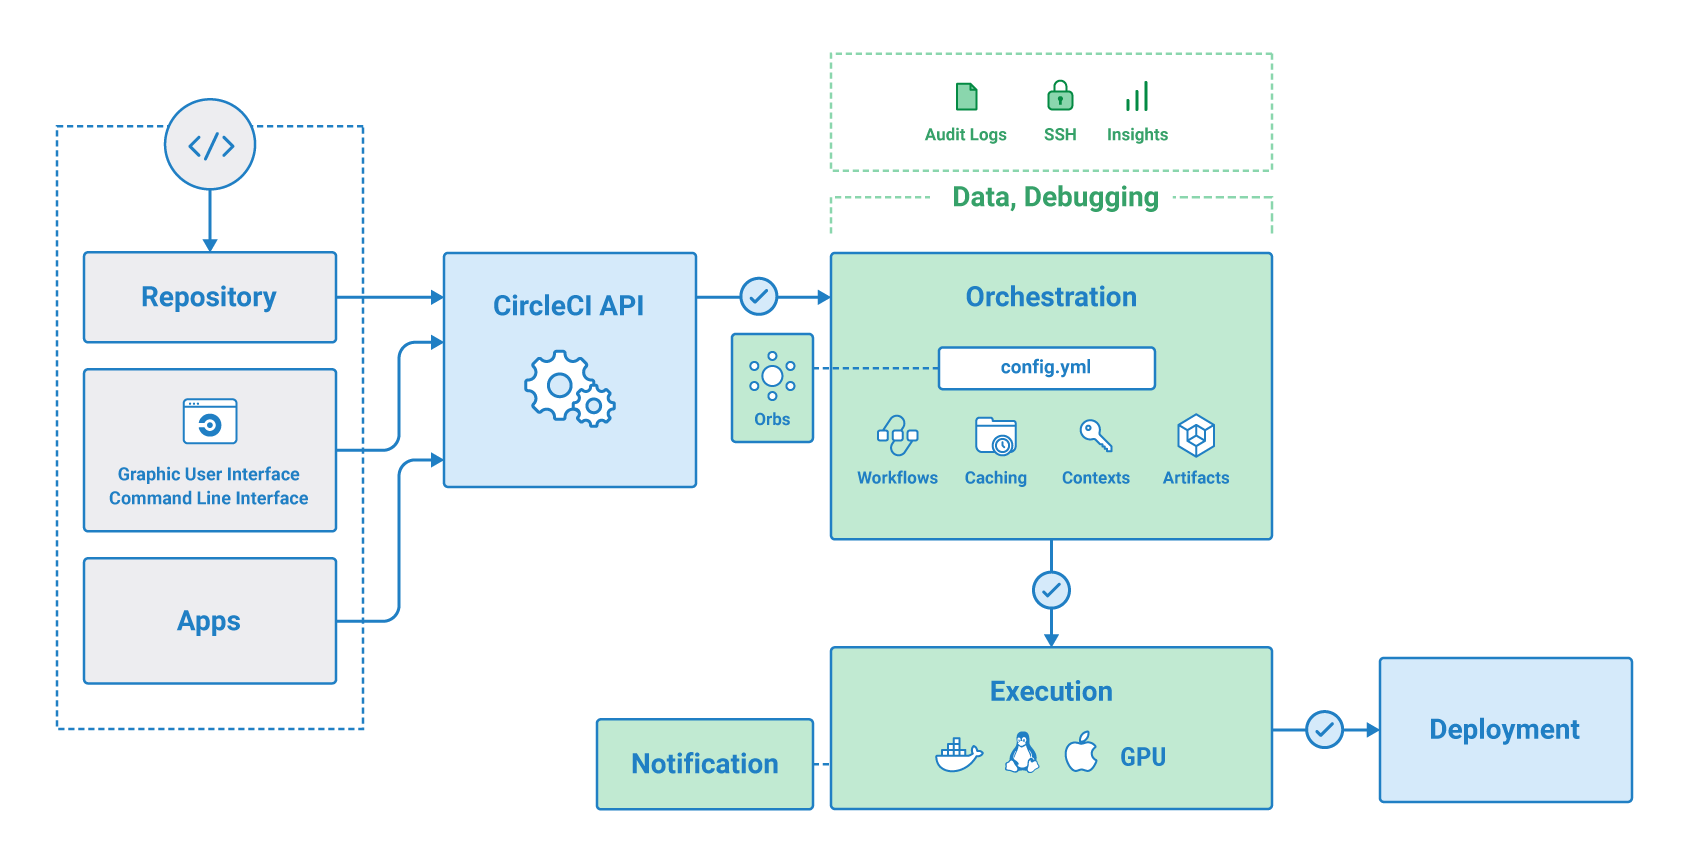 Audit Logs
SSH
Insights
Data, Debugging
</>
Repository
Graphic User Interface
Command Line Interface
Apps
CircleCI API
Orbs
Orchestration
config.yml
Workflows
Caching
Contexts
Artifacts
Execution
GPU
Notification
Deployment